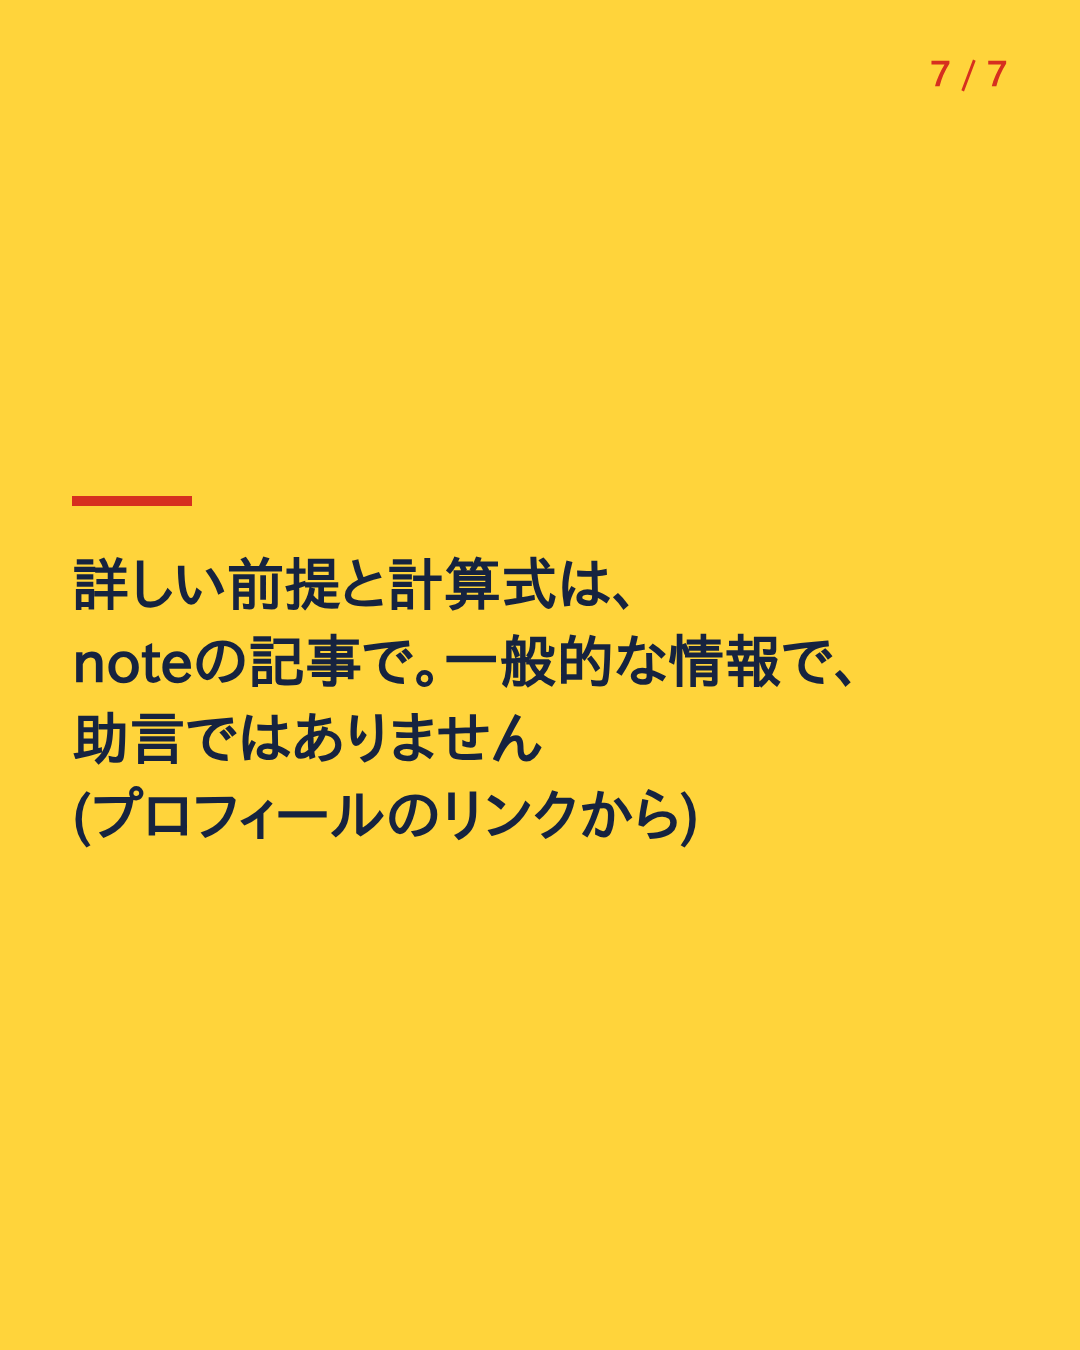 7 / 7
詳しい前提と計算式は、
noteの記事で。一般的な情報で、
助言ではありません
(プロフィールのリンクから)